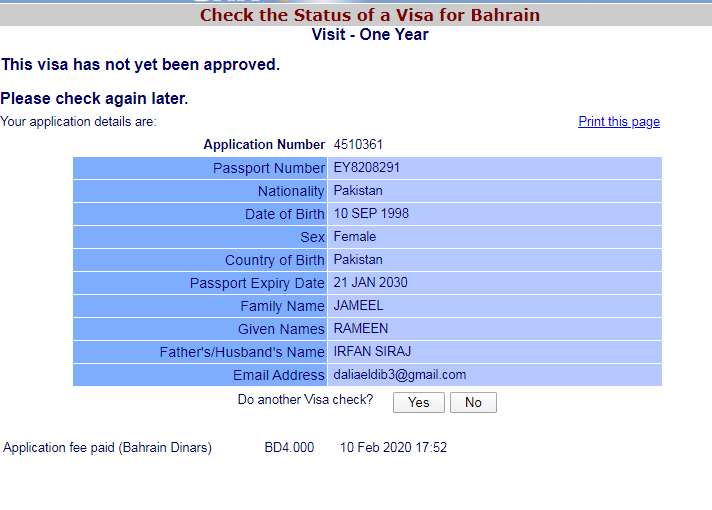 Check the Status of a Visa for Bahrain
Visit - One Year
This visa has not yet been approved.
Please check again later.
Your application details are: Print this page
Application Number 4510361
Passport Number EY8208291
Nationality Pakistan
Date of Birth 10 SEP 1998
Sex Female
Country of Birth Pakistan
Passport Expiry Date 21 JAN 2030
Family Name JAMEEL
Given Names RAMEEN
Father's/Husband's Name IRFAN SIRAJ
Email Address daliaeldib3@gmail.com
Do another Visa check? Yes No
Application fee paid (Bahrain Dinars) BD4.000 10 Feb 2020 17:52